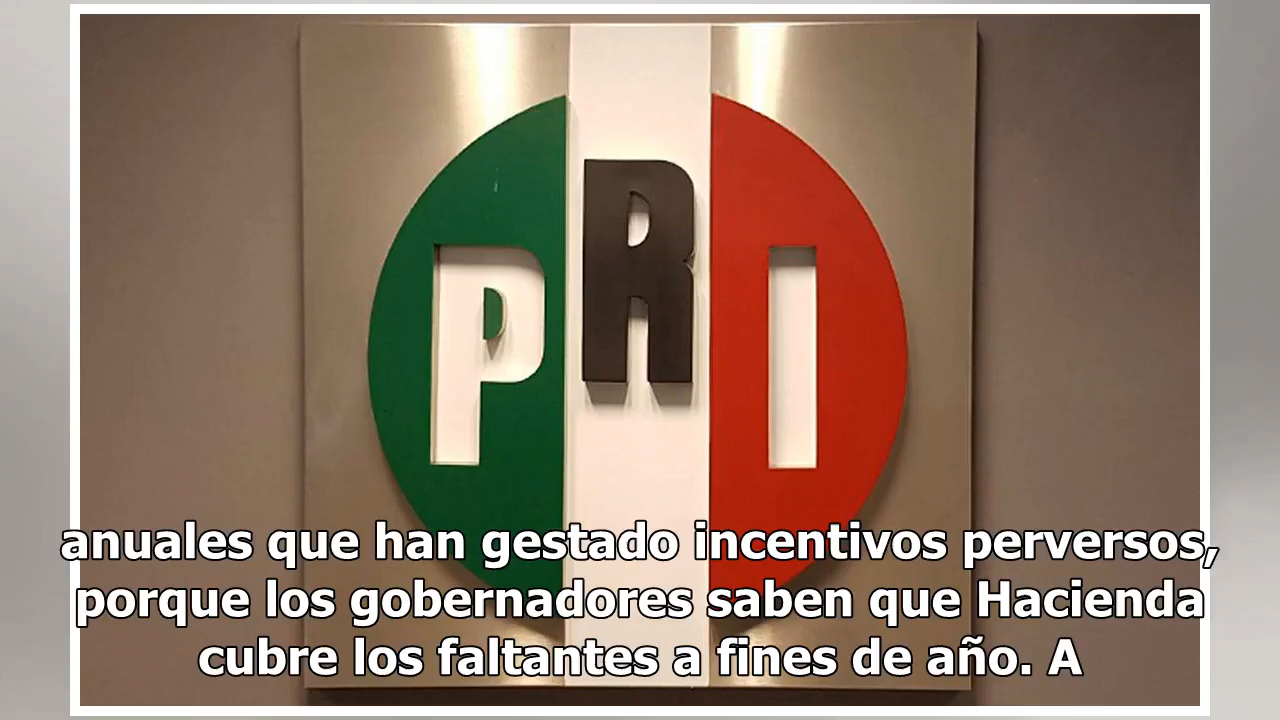 PRI
anuales que han gestado incentivos perversos,
porque los gobernadores saben que Hacienda
cubre los faltantes a fines de año. A